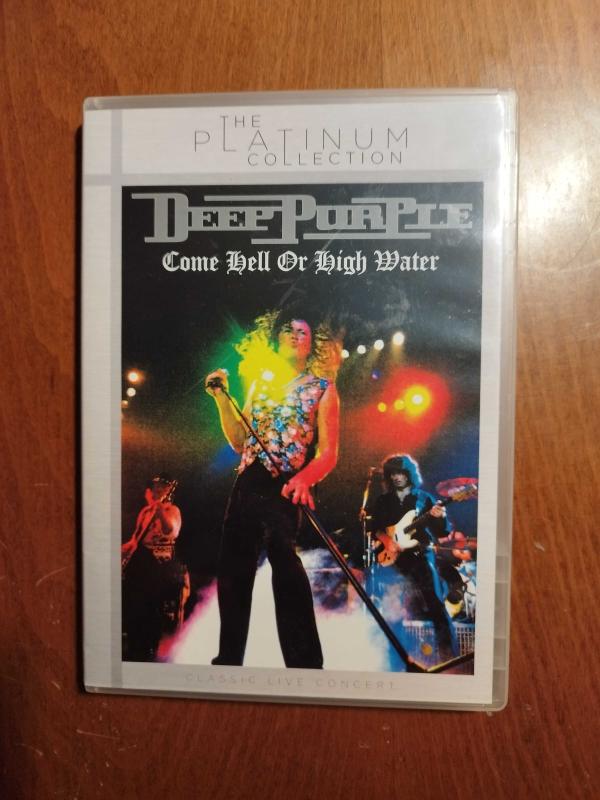 THE
PLATINUM
COLLECTION
DEEP PURPLE
Come Hell Or High Water
CLASSIC LIVE CONCERT